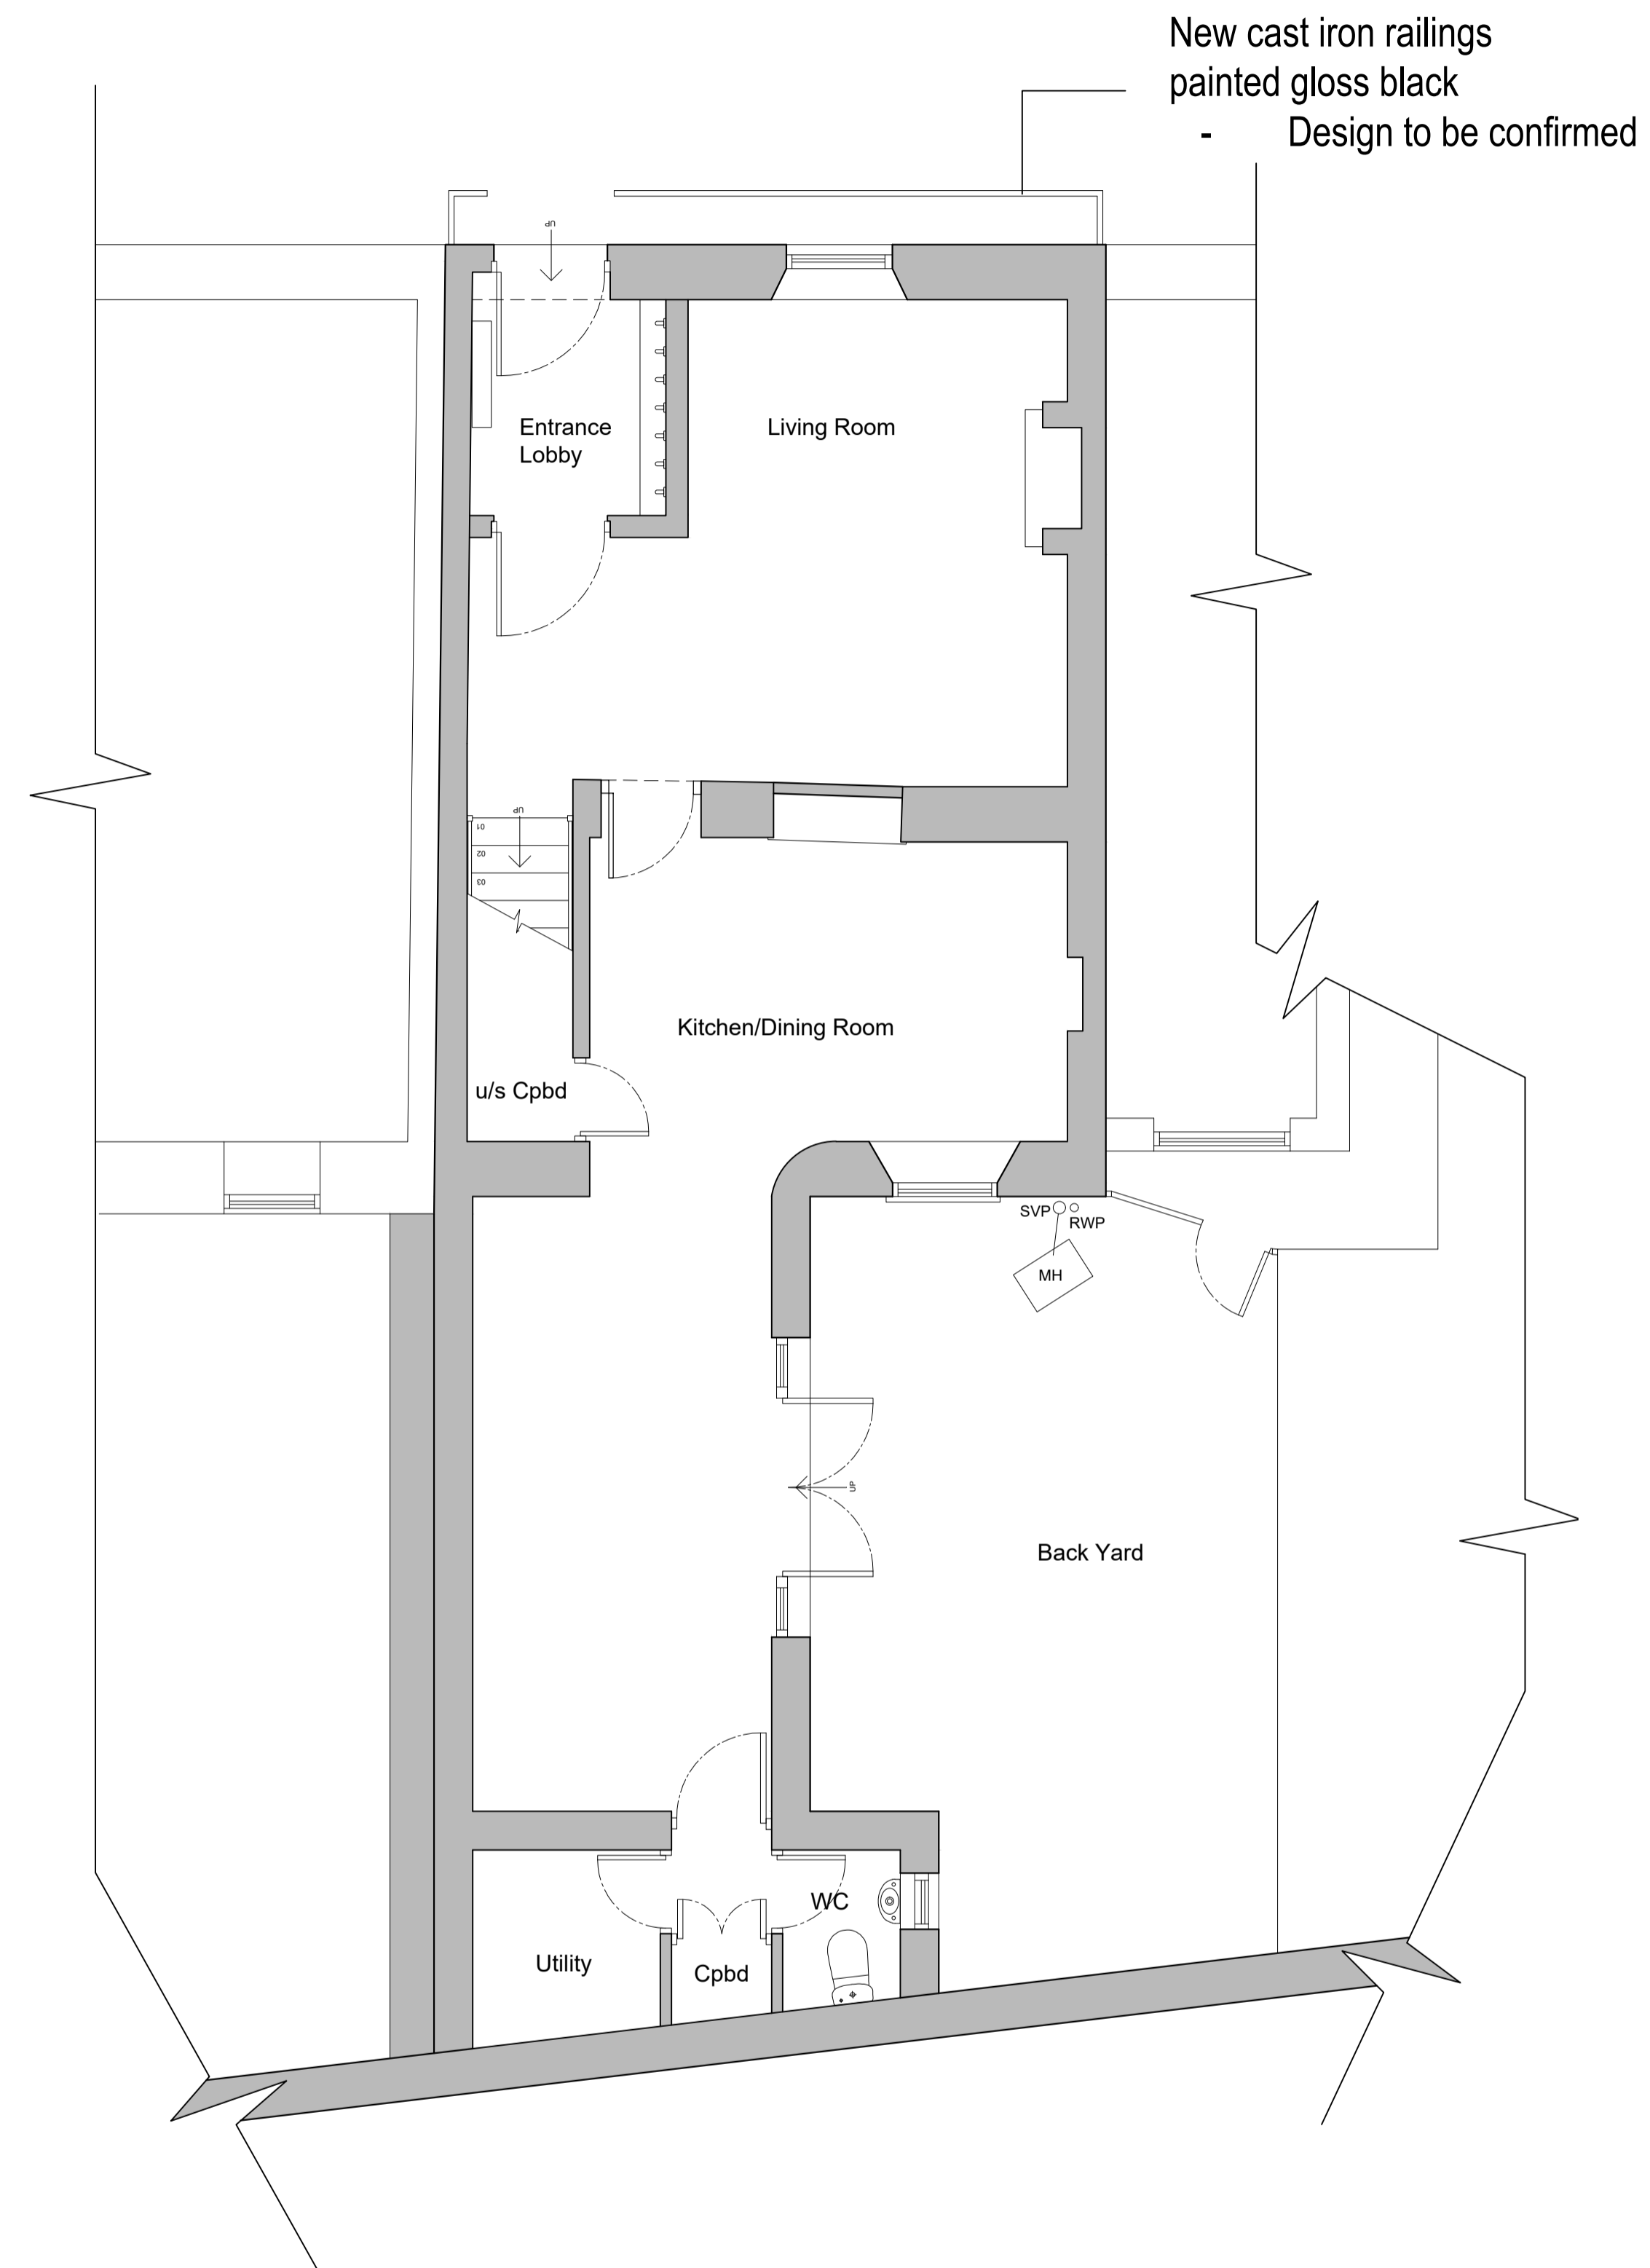 New cast iron railings
painted gloss black
- Design to be confirmed
UP
Entrance
Lobby
Living Room
UP
01
02
03
Kitchen/Dining Room
u/s Cpbd
SVP
RWP
MH
UP
Back Yard
WC
Utility
Cpbd